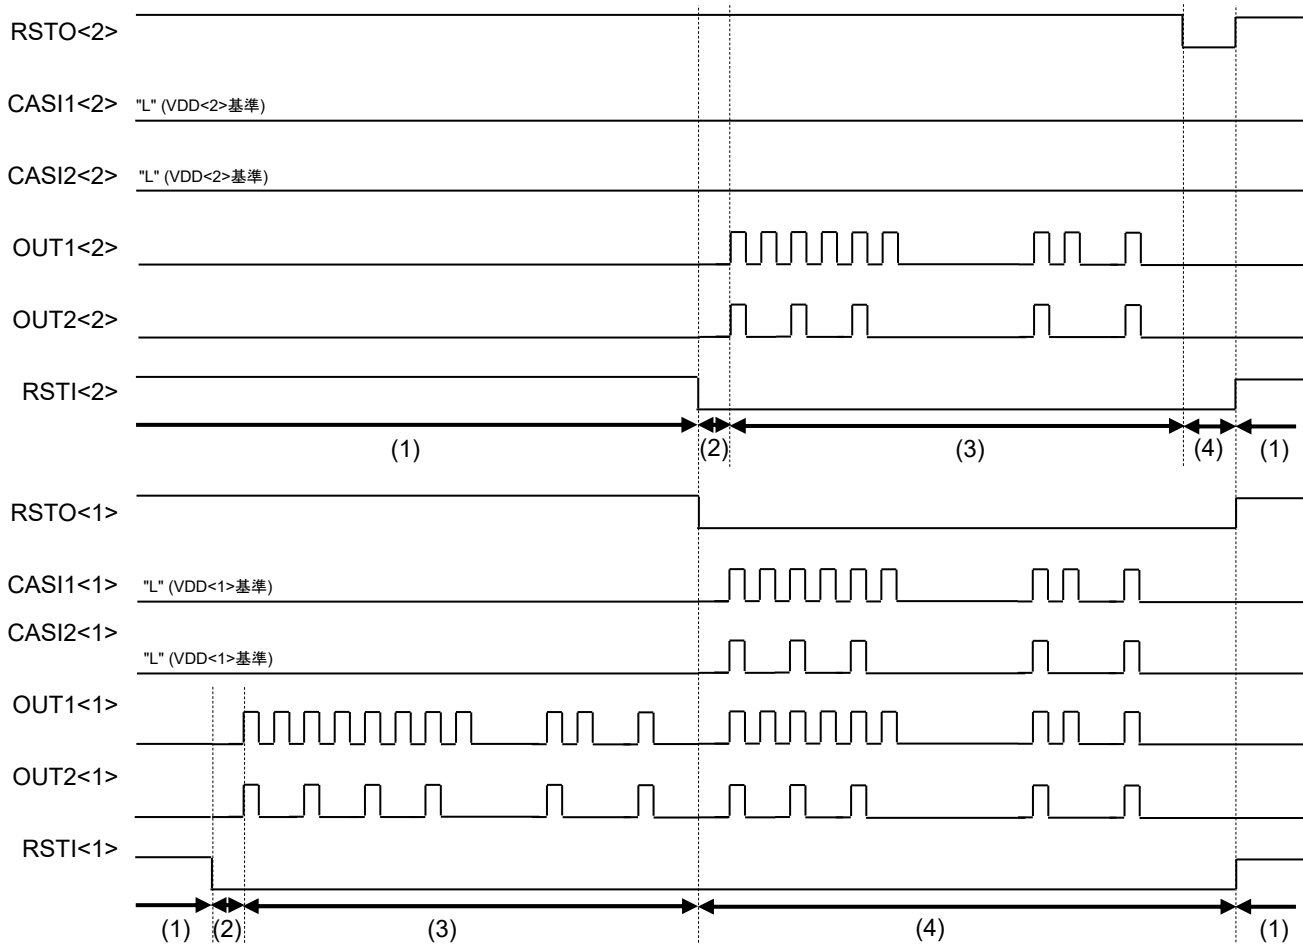 RSTO<2>
CASI1<2> "L" (VDD<2>基準)
CASI2<2> "L" (VDD<2>基準)
OUT1<2>
OUT2<2>
RSTI<2>
(1) (2) (3) (4) (1)
RSTO<1>
CASI1<1> "L" (VDD<1>基準)
CASI2<1> "L" (VDD<1>基準)
OUT1<1>
OUT2<1>
RSTI<1>
(1) (2) (3) (4) (1)